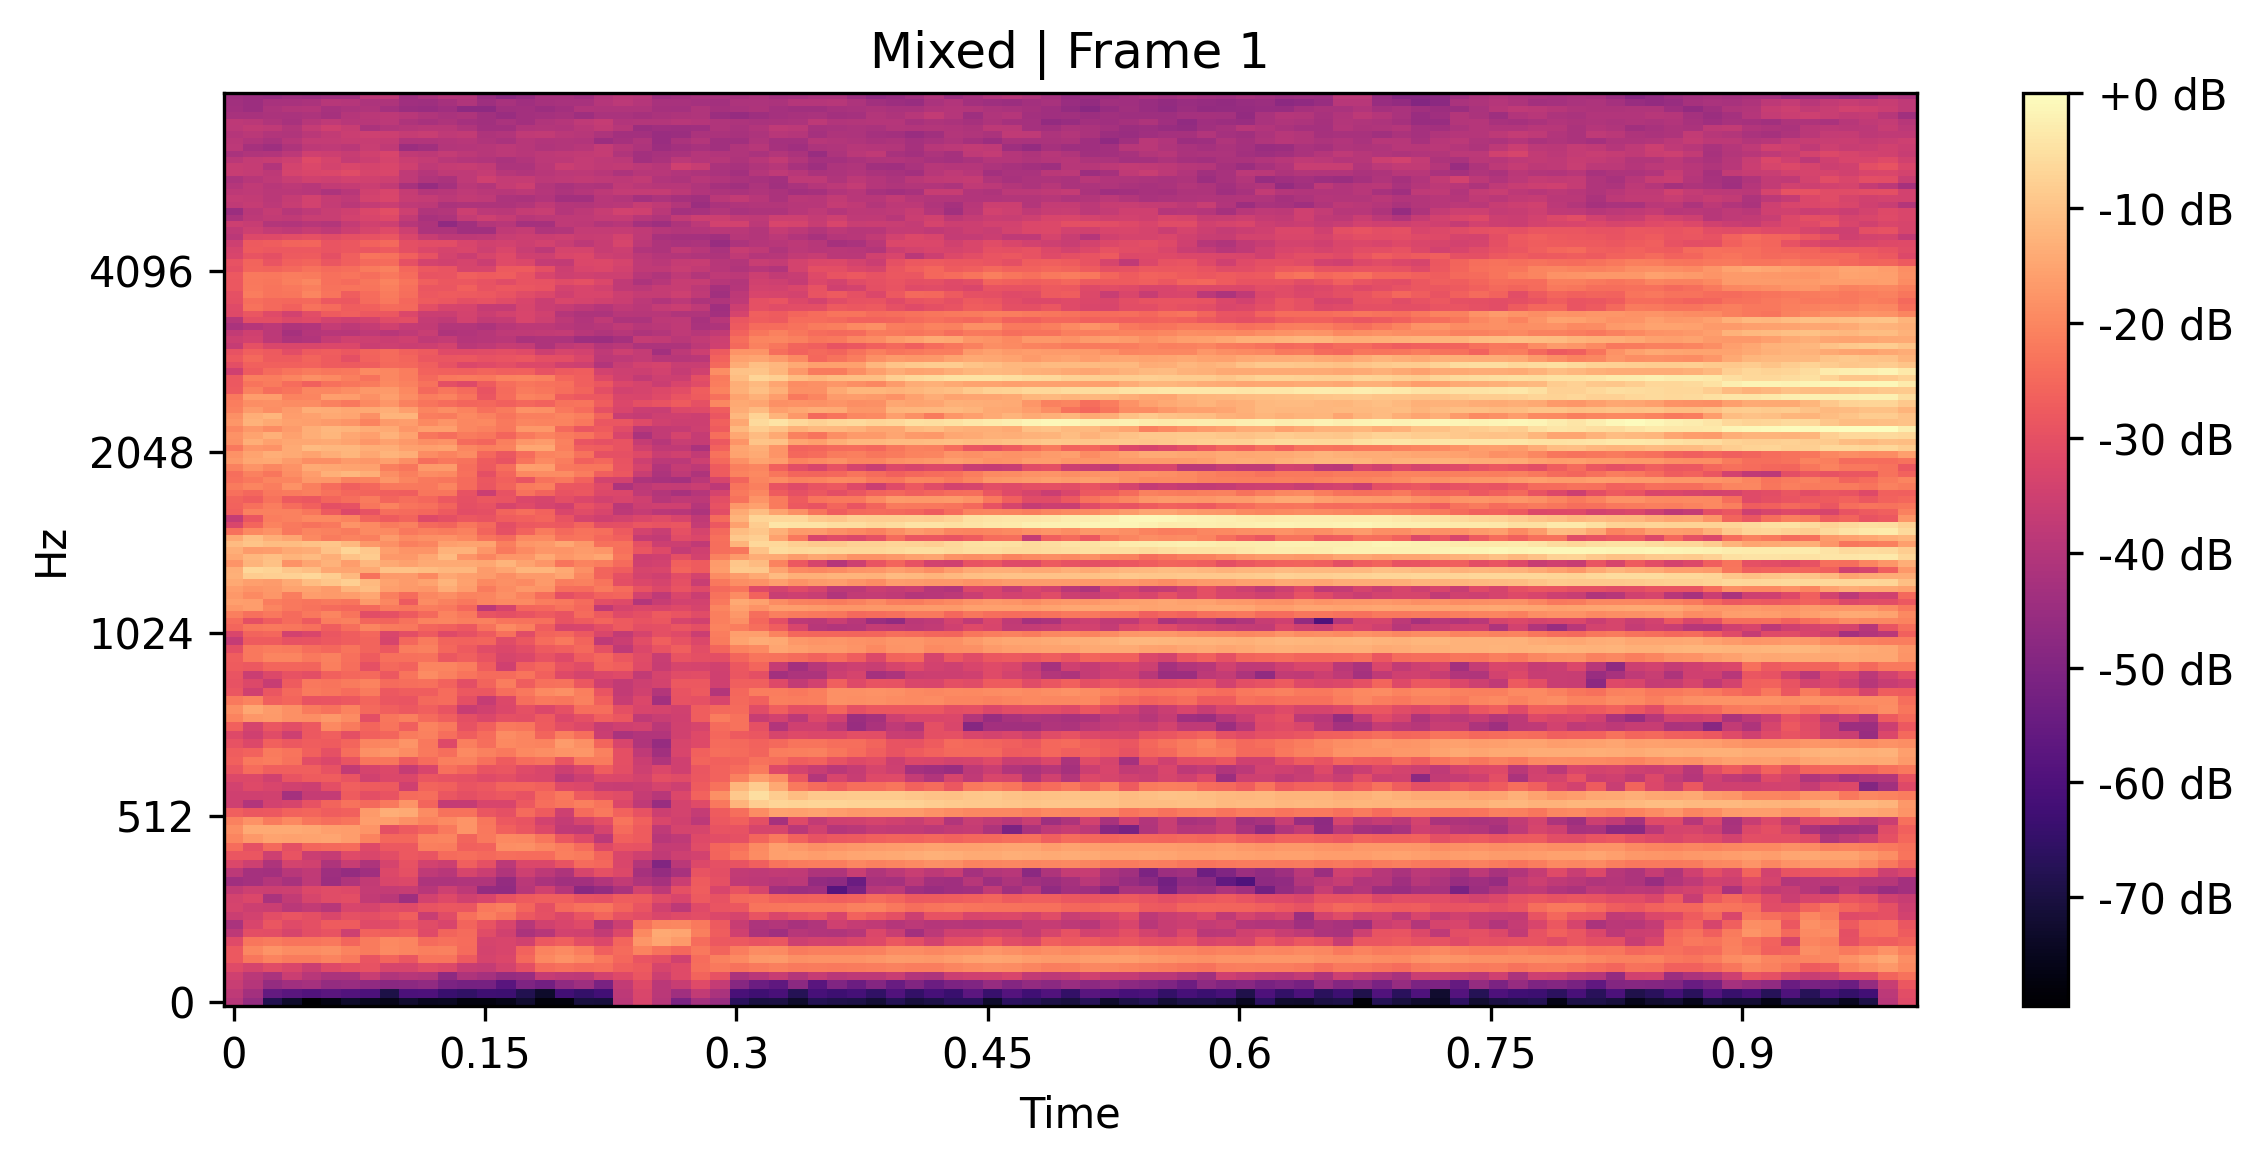 Mixed | Frame 1
Hz
4096
2048
1024
512
0
0 0.15 0.3 0.45 0.6 0.75 0.9
Time
+0 dB
-10 dB
-20 dB
-30 dB
-40 dB
-50 dB
-60 dB
-70 dB